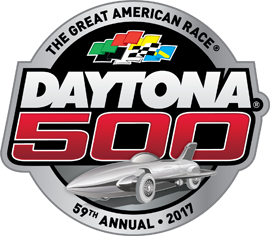 THE GREAT AMERICAN RACE®
DAYTONA®
500
59TH ANNUAL • 2017